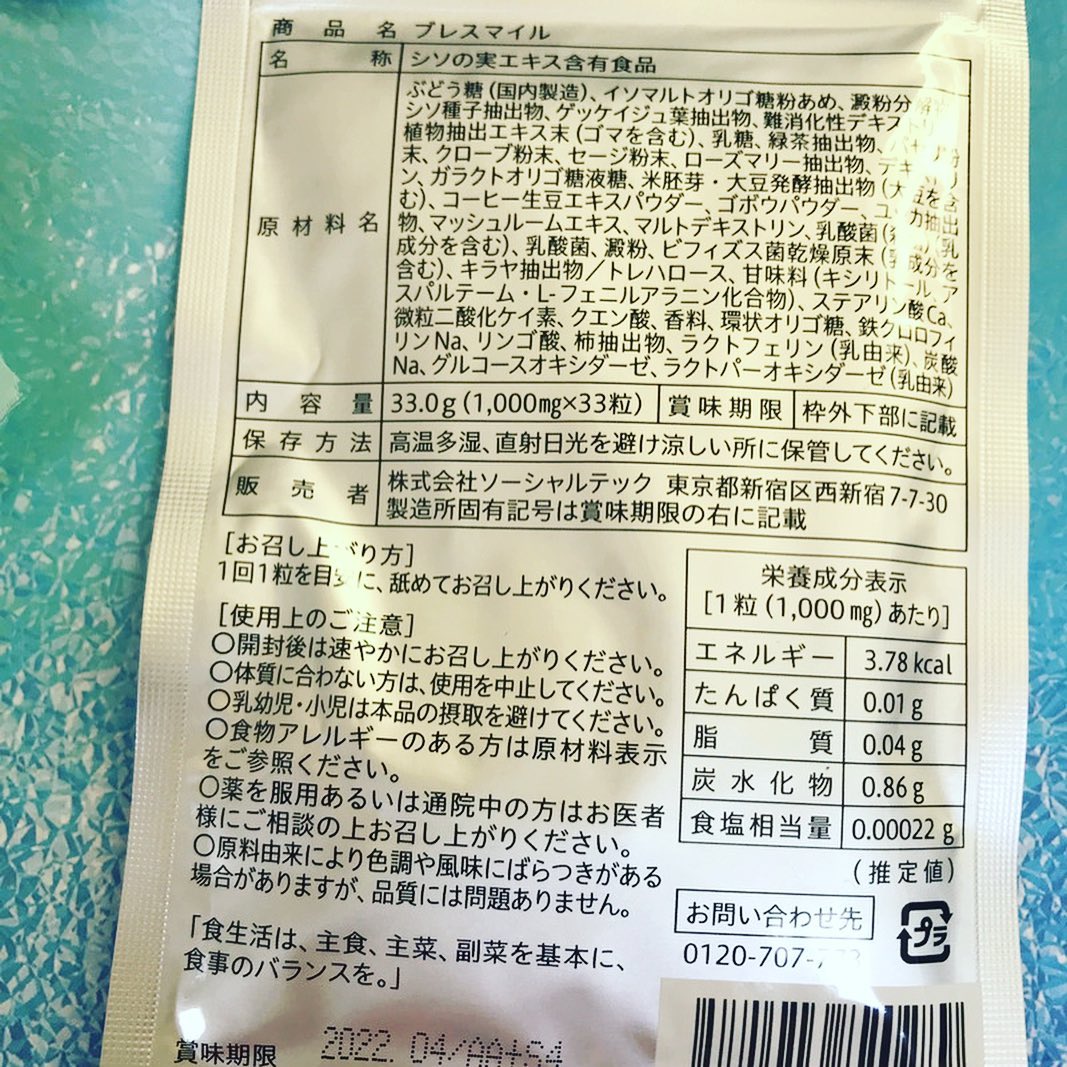 商品名 ブレスマイル
名称 シソの実エキス含有食品
原材料名
ぶどう糖(国内製造)、イソマルトオリゴ糖粉あめ、澱粉分
シソ種子抽出物、ゲッケイジュ葉抽出物、難消化性デキストリ
植物抽出エキス末(ゴマを含む)、乳糖、緑茶抽出物、
末、クローブ粉末、セージ粉末、ローズマリー抽出物、デキ
ン、ガラクトオリゴ糖液糖、米胚芽・大豆発酵抽出物(大豆を含
む)、コーヒー生豆エキスパウダー、ゴボウパウダー、ユッカ抽出
物、マッシュルームエキス、マルトデキストリン、乳酸菌(
成分を含む)、乳酸菌、澱粉、ビフィズス菌乾燥原末(乳成分を
含む)、キラヤ抽出物/トレハロース、甘味料(キシリトール、ア
スパルテーム・L-フェニルアラニン化合物)、ステアリン酸Ca、
微粒二酸化ケイ素、クエン酸、香料、環状オリゴ糖、鉄クロロフィ
リンNa、リンゴ酸、柿抽出物、ラクトフェリン(乳由来)、炭酸
Na、グルコースオキシダーゼ、ラクトパーオキシダーゼ(乳由来)
内容量 33.0g(1,000mg×33粒) 賞味期限 枠外下部に記載
保存方法 高温多湿、直射日光を避け涼しい所に保管してください。
販売者 株式会社ソーシャルテック 東京都新宿区西新宿7-7-30
製造所固有記号は賞味期限の右に記載
[お召し上がり方]
1回1粒を目安に、舐めてお召し上がりください。
[使用上のご注意]
○開封後は速やかにお召し上がりください。
○体質に合わない方は、使用を中止してください。
○乳幼児・小児は本品の摂取を避けてください。
○食物アレルギーのある方は原材料表示
をご参照ください。
○薬を服用あるいは通院中の方はお医者
様にご相談の上お召し上がりください。
○原料由来により色調や風味にばらつきがある
場合がありますが、品質には問題ありません。
「食生活は、主食、主菜、副菜を基本に、
食事のバランスを。」
栄養成分表示
[1粒(1,000mg)あたり]
エネルギー 3.78kcal
たんぱく質 0.01g
脂質 0.04g
炭水化物 0.86g
食塩相当量 0.00022g
(推定値)
お問い合わせ先
プラ
0120-707-
賞味期限 2022.04/AA+S4